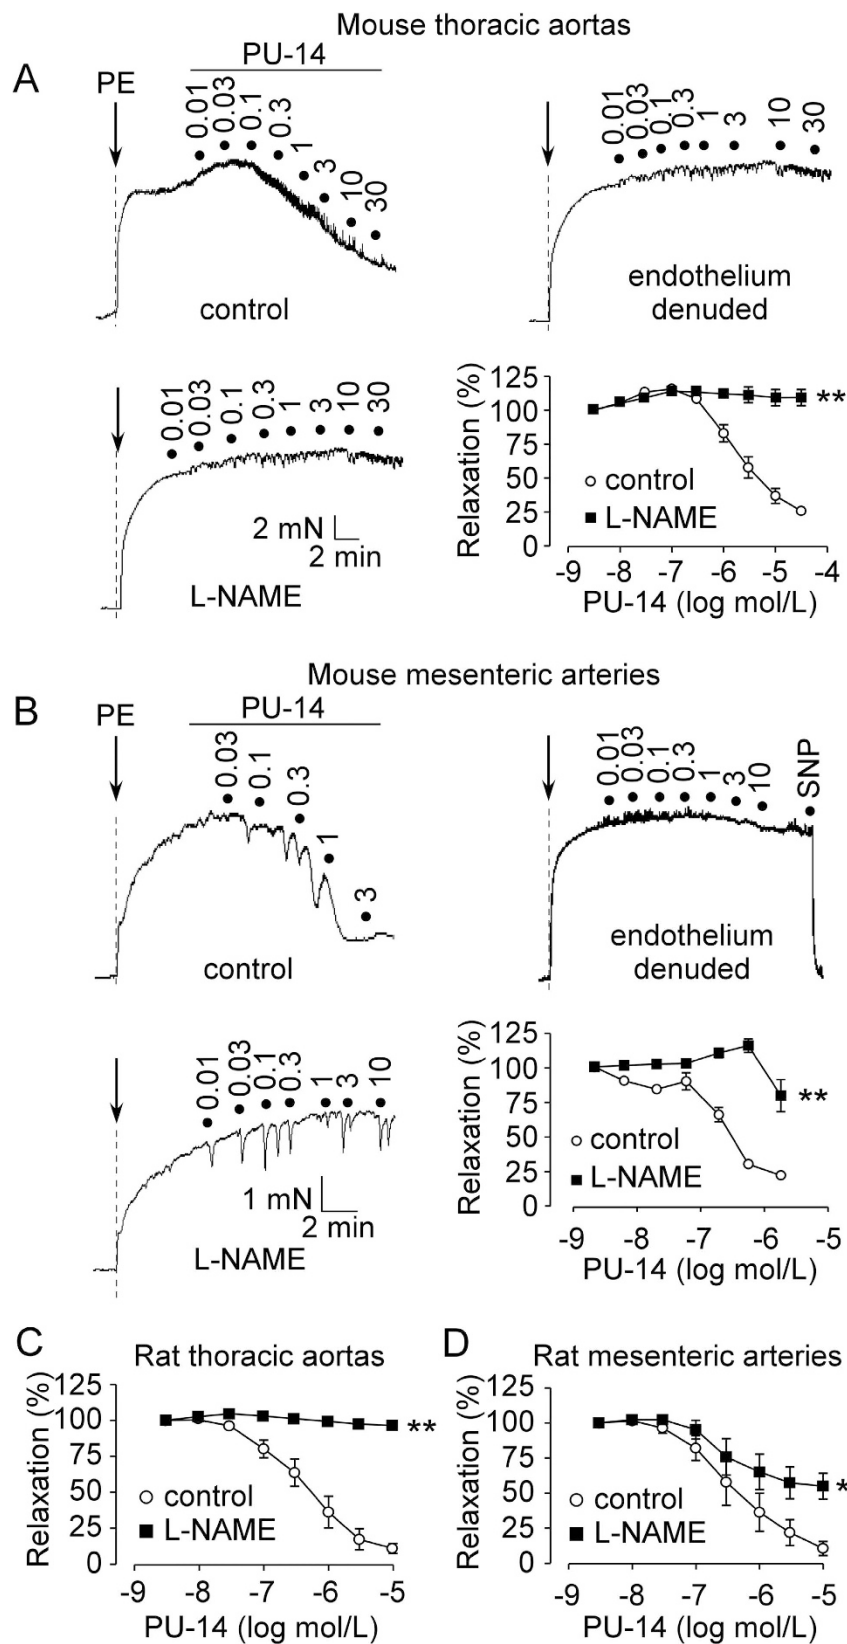 Mouse thoracic aortas
A
PE
PU-14
0.01
0.03
0.1
0.3
1
3
10
30
control
0.01
0.03
0.1
0.3
1
3
10
30
endothelium
denuded
0.01
0.03
0.1
0.3
1
3
10
30
2 mN
2 min
L-NAME
Relaxation (%)
125
100
75
50
25
0
control
L-NAME
**
-9 -8 -7 -6 -5 -4
PU-14 (log mol/L)
Mouse mesenteric arteries
B
PE
PU-14
0.03
0.1
0.3
1
3
control
0.01
0.03
0.1
0.3
1
3
10
SNP
endothelium
denuded
0.01
0.03
0.1
0.3
1
3
10
1 mN
2 min
L-NAME
Relaxation (%)
125
100
75
50
25
0
control
L-NAME
**
-9 -8 -7 -6 -5
PU-14 (log mol/L)
C
Rat thoracic aortas
Relaxation (%)
125
100
75
50
25
0
control
L-NAME
**
-9 -8 -7 -6 -5
PU-14 (log mol/L)
D
Rat mesenteric arteries
Relaxation (%)
125
100
75
50
25
0
control
L-NAME
*
-9 -8 -7 -6 -5
PU-14 (log mol/L)